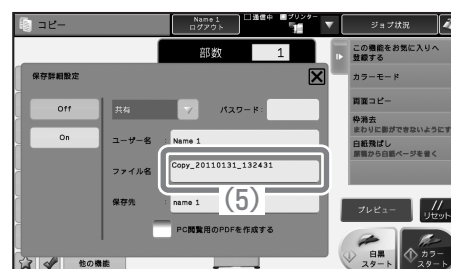 コピー
Name 1
ログアウト
通信中
プリンター
ジョブ状況
部数
1
この機能をお気に入りへ
登録する
カラーモード
両面コピー
枠消去
まわりに影ができないようにす
白紙飛ばし
原稿から白紙ページを省く
プレビュー
リセット
白黒
スタート
カラー
スタート
保存詳細設定
Off
On
共有
パスワード:
ユーザー名 : Name 1
ファイル名 : Copy_20110131_132431
(5)
保存先 : name 1
PC閲覧用のPDFを作成する
他の機能